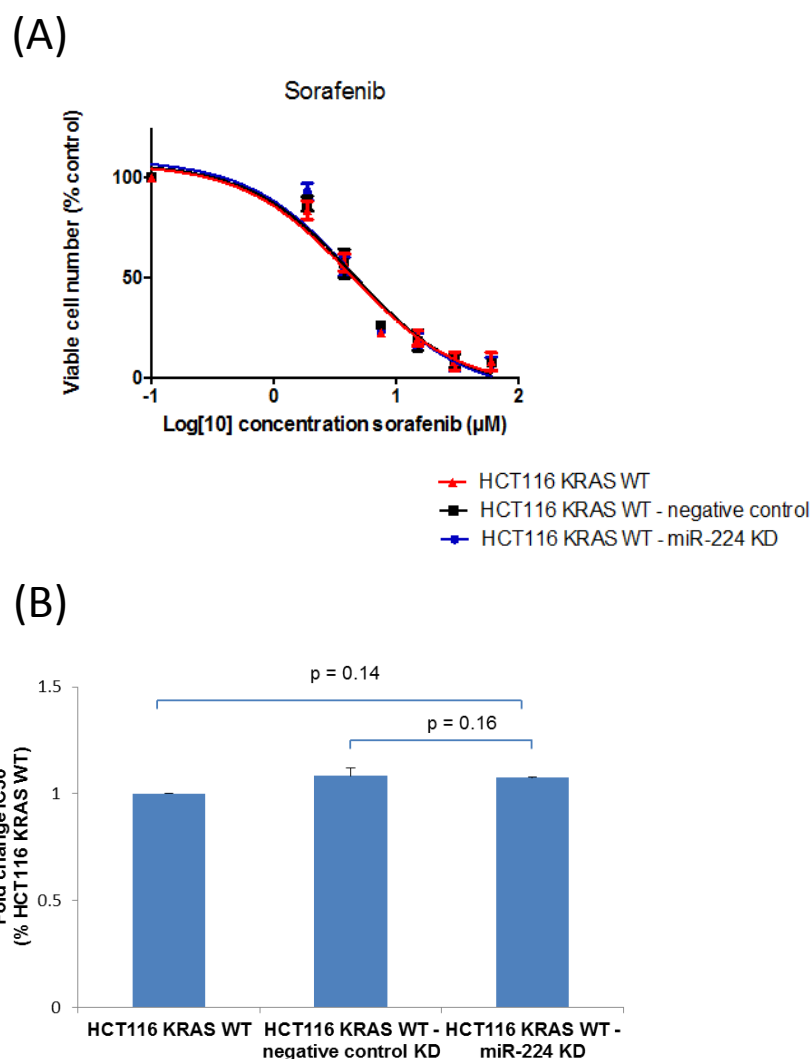 (A)
Sorafenib
Viable cell number (% control)
100
50
0
-1
0
1
2
Log[10] concentration sorafenib (µM)
HCT116 KRAS WT
HCT116 KRAS WT - negative control
HCT116 KRAS WT - miR-224 KD
(B)
1.5
p = 0.14
p = 0.16
1
0.5
0
Fold change IC50
(% HCT116 KRAS WT)
HCT116 KRAS WT
HCT116 KRAS WT -
negative control KD
HCT116 KRAS WT -
miR-224 KD